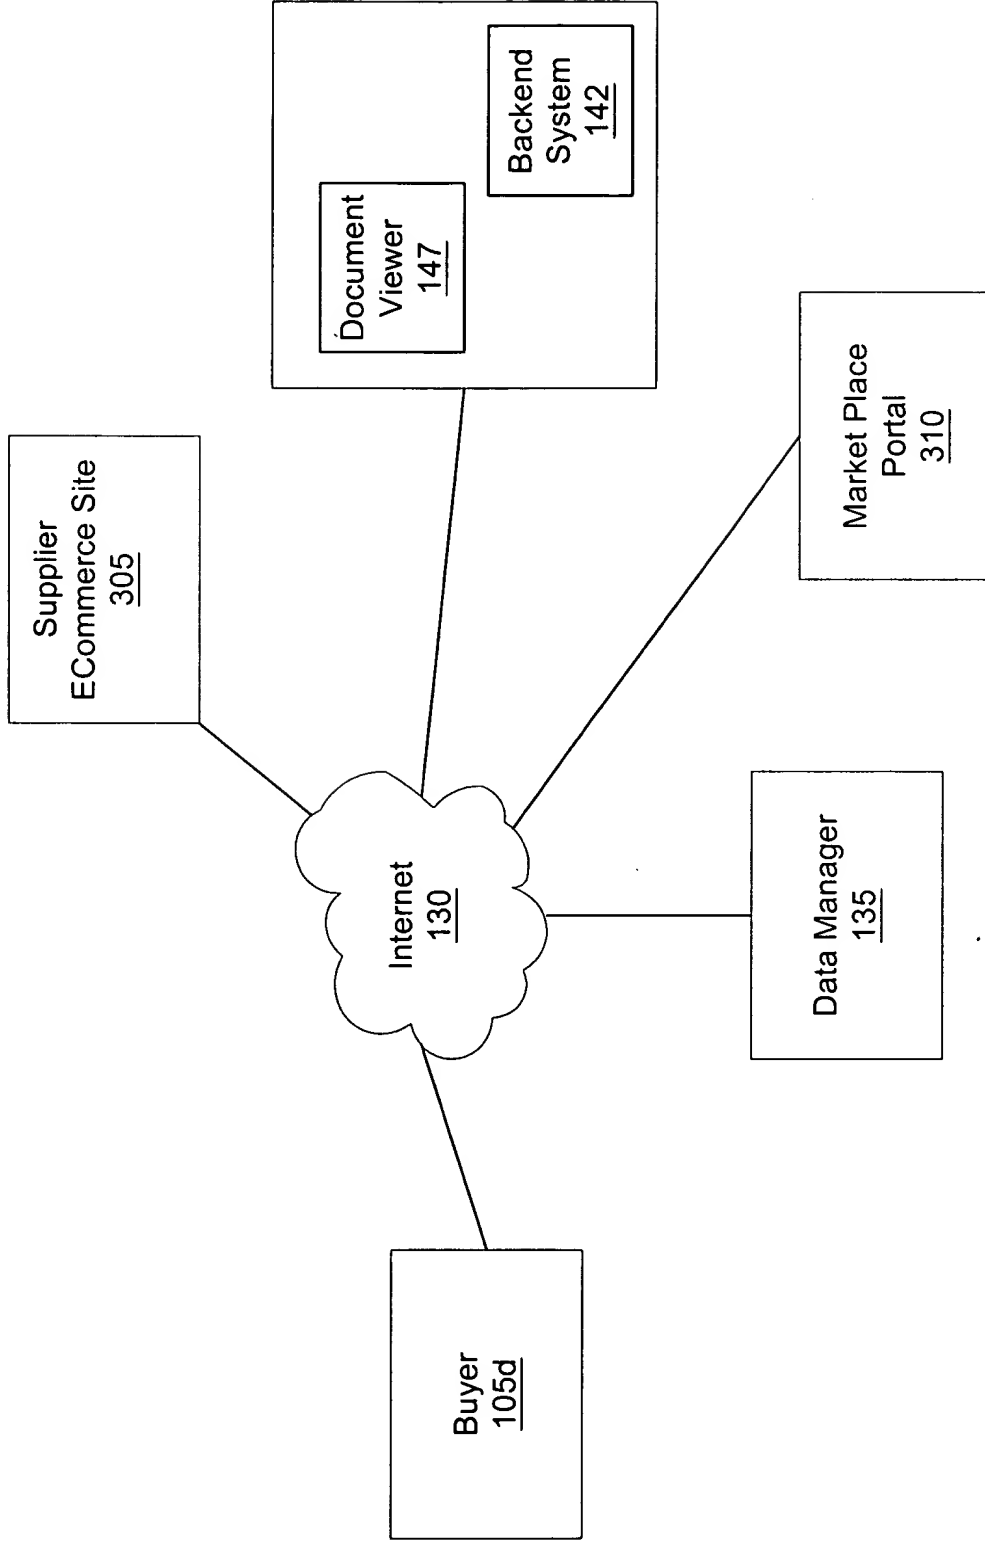 Supplier
ECommerce Site
305
Document
Viewer
147
Backend
System
142
Internet
130
Buyer
105d
Data Manager
135
Market Place
Portal
310